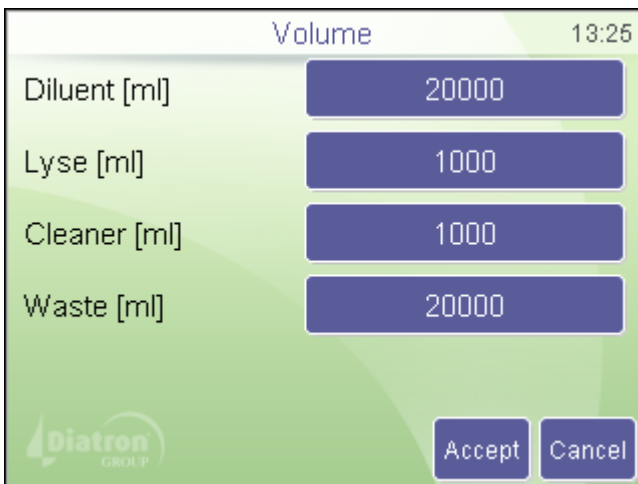 Volume 13:25
Diluent [ml] 20000
Lyse [ml] 1000
Cleaner [ml] 1000
Waste [ml] 20000
Diatron
GROUP
Accept Cancel